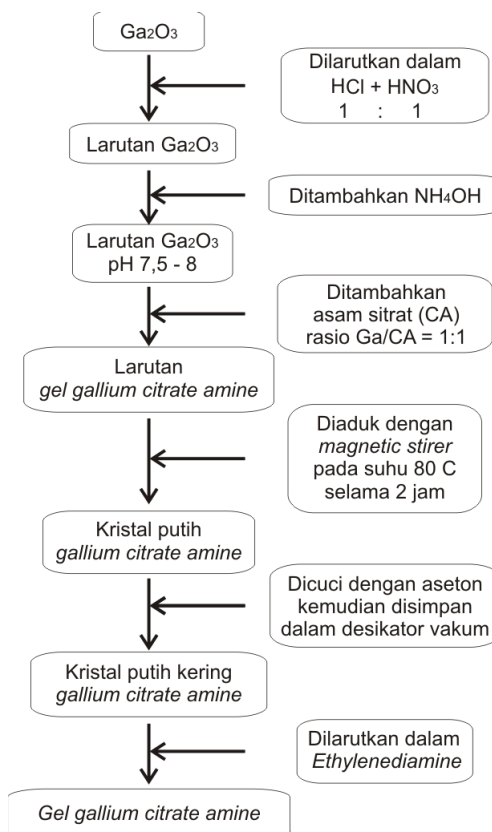 Ga₂O₃
Dilarutkan dalam
HCl + HNO₃
1 : 1
Larutan Ga₂O₃
Ditambahkan NH₄OH
Larutan Ga₂O₃
pH 7,5 - 8
Ditambahkan
asam sitrat (CA)
rasio Ga/CA = 1:1
Larutan
gel gallium citrate amine
Diaduk dengan
magnetic stirer
pada suhu 80 C
selama 2 jam
Kristal putih
gallium citrate amine
Dicuci dengan aseton
kemudian disimpan
dalam desikator vakum
Kristal putih kering
gallium citrate amine
Dilarutkan dalam
Ethylenediamine
Gel gallium citrate amine